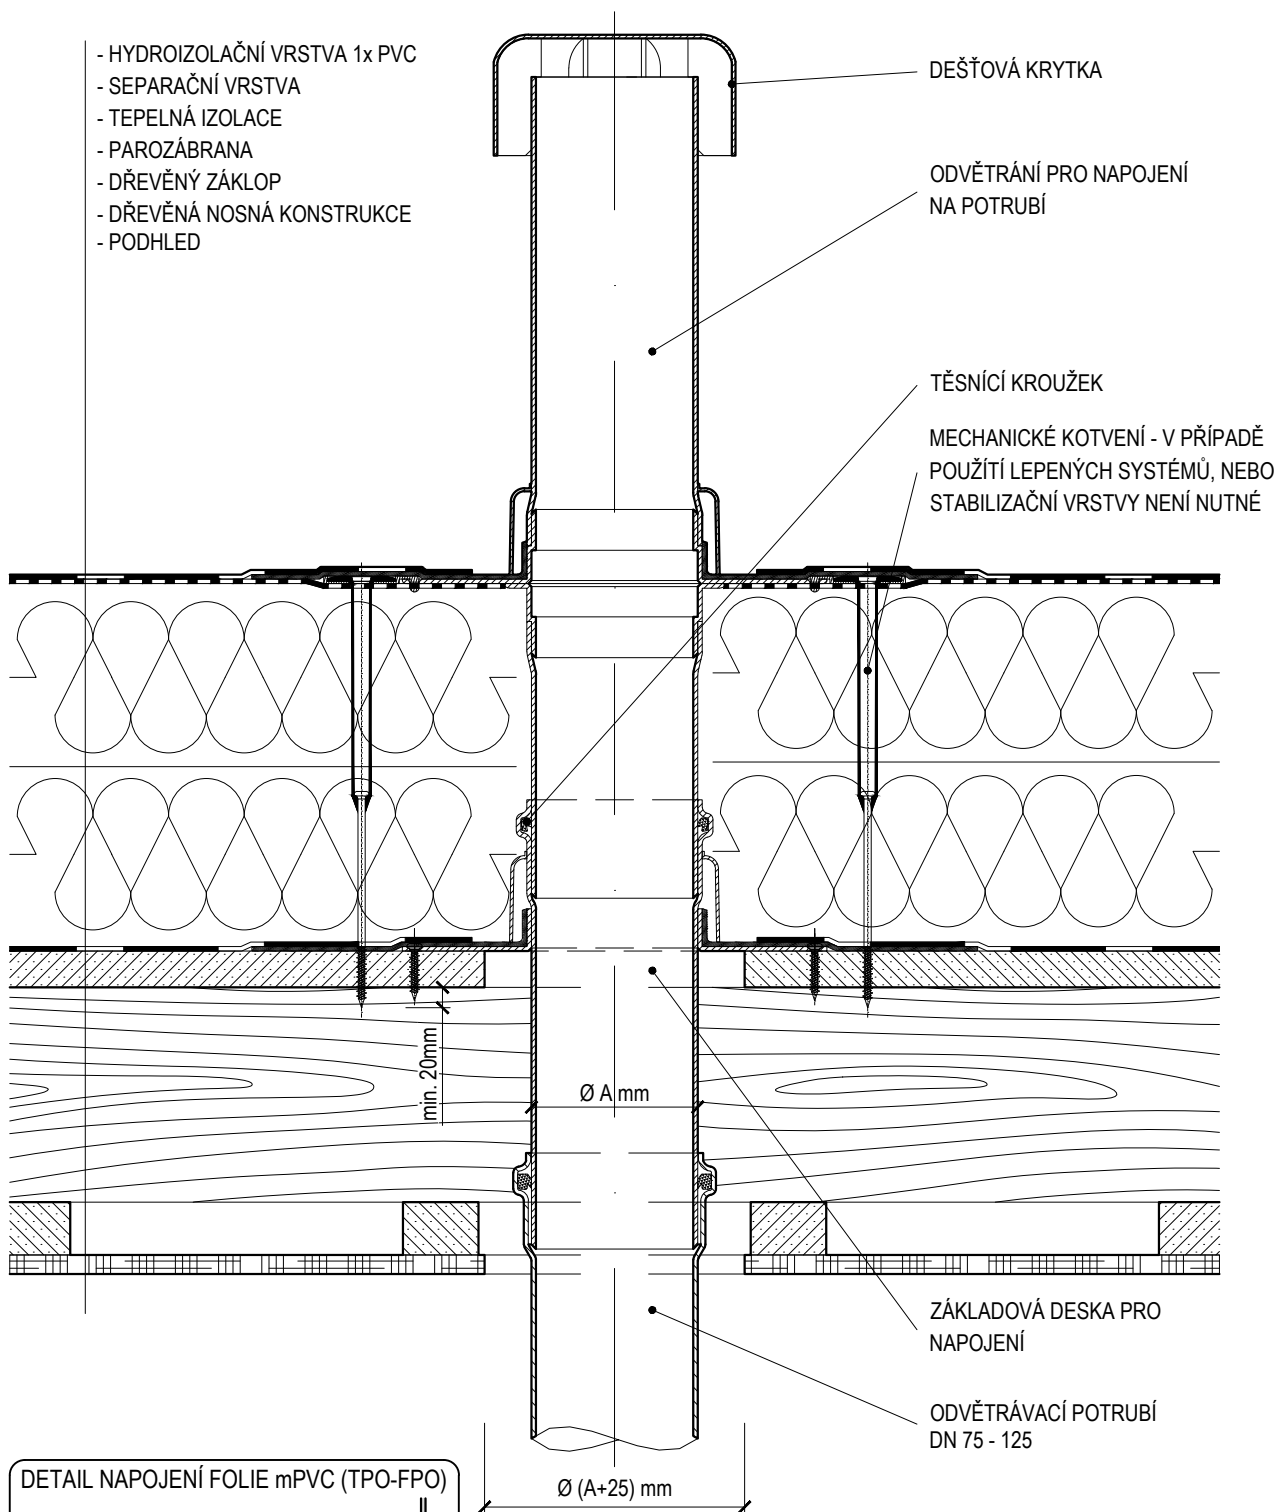 - HYDROIZOLAČNÍ VRSTVA 1x PVC
- SEPARAČNÍ VRSTVA
- TEPELNÁ IZOLACE
- PAROZÁBRANA
- DŘEVĚNÝ ZÁKLOP
- DŘEVĚNÁ NOSNÁ KONSTRUKCE
- PODHLED
DEŠŤOVÁ KRYTKA
ODVĚTRÁNÍ PRO NAPOJENÍ
NA POTRUBÍ
TĚSNÍCÍ KROUŽEK
MECHANICKÉ KOTVENÍ - V PŘÍPADĚ
POUŽÍTÍ LEPENÝCH SYSTÉMŮ, NEBO
STABILIZAČNÍ VRSTVY NENÍ NUTNÉ
min. 20mm
Ø A mm
ZÁKLADOVÁ DESKA PRO
NAPOJENÍ
ODVĚTRÁVACÍ POTRUBÍ
DN 75 - 125
DETAIL NAPOJENÍ FOLIE mPVC (TPO-FPO)
Ø (A+25) mm